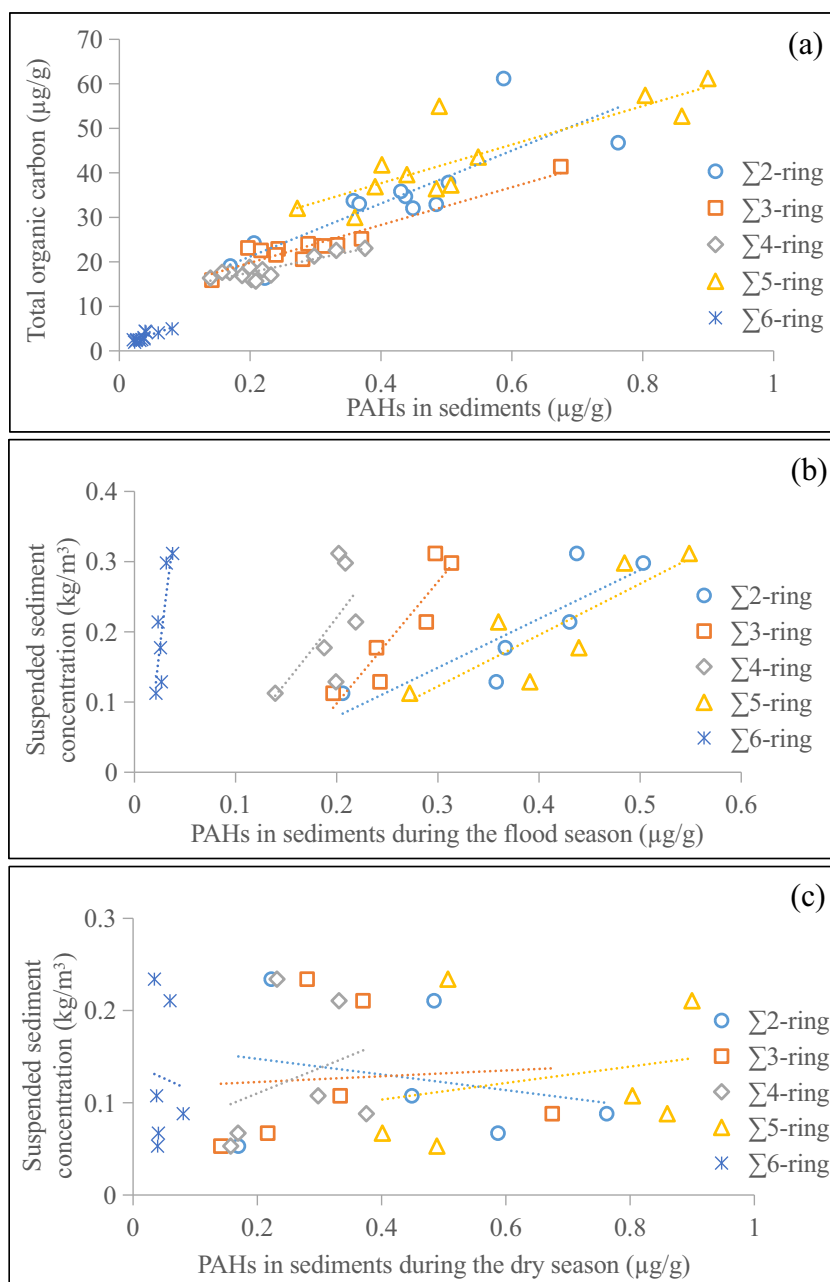 (a)
70
60
50
40
30
20
10
0
Total organic carbon (µg/g)
0 0.2 0.4 0.6 0.8 1
PAHs in sediments (µg/g)
∑2-ring
∑3-ring
∑4-ring
∑5-ring
∑6-ring
(b)
0.4
0.3
0.2
0.1
0
Suspended sediment
concentration (kg/m³)
0 0.1 0.2 0.3 0.4 0.5 0.6
PAHs in sediments during the flood season (µg/g)
∑2-ring
∑3-ring
∑4-ring
∑5-ring
∑6-ring
(c)
0.3
0.2
0.1
0
Suspended sediment
concentration (kg/m³)
0 0.2 0.4 0.6 0.8 1
PAHs in sediments during the dry season (µg/g)
∑2-ring
∑3-ring
∑4-ring
∑5-ring
∑6-ring